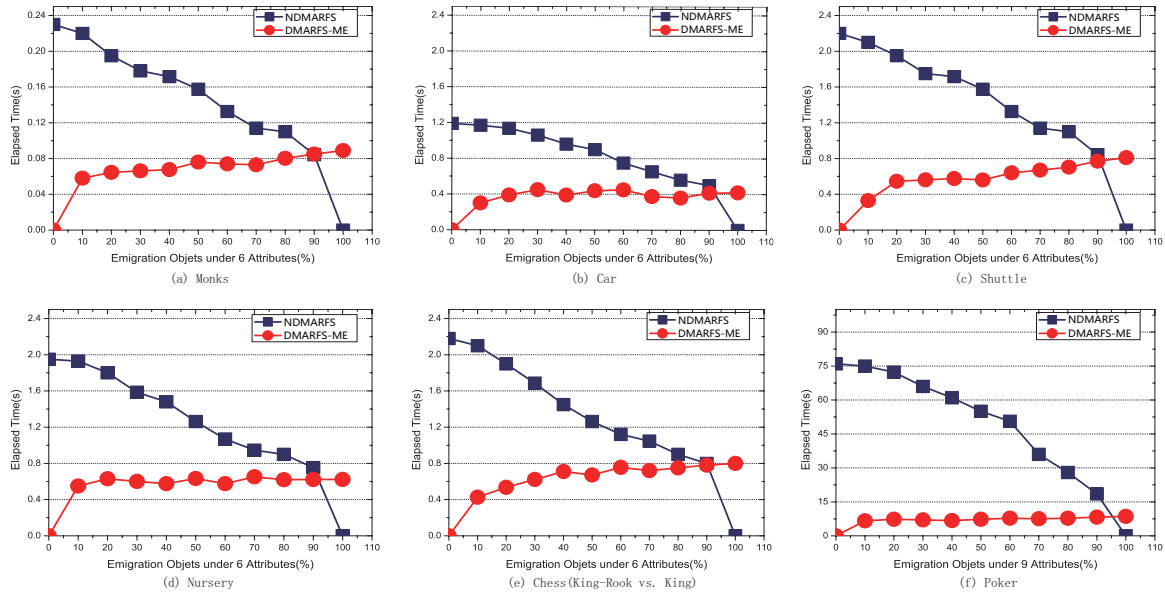 NDMARFS
DMARFS-ME
0.24
0.20
0.16
0.12
0.08
0.04
0.00
Elapsed Time(s)
0 10 20 30 40 50 60 70 80 90 100 110
Emigration Objets under 6 Attributes(%)
(a) Monks
NDMARFS
DMARFS-ME
2.4
2.0
1.6
1.2
0.8
0.4
0.0
Elapsed Time(s)
0 10 20 30 40 50 60 70 80 90 100 110
Emigration Objects under 6 Attributes(%)
(b) Car
NDMARFS
DMARFS-ME
2.4
2.0
1.6
1.2
0.8
0.4
0.0
Elapsed Time(s)
0 10 20 30 40 50 60 70 80 90 100 110
Emigration Objets under 6 Attributes(%)
(c) Shuttle
NDMARFS
DMARFS-ME
2.4
2.0
1.6
1.2
0.8
0.4
0.0
Elapsed Time(s)
0 10 20 30 40 50 60 70 80 90 100 110
Emigration Objets under 6 Attributes(%)
(d) Nursery
NDMARFS
DMARFS-ME
2.4
2.0
1.6
1.2
0.8
0.4
0.0
Elapsed Time(s)
0 10 20 30 40 50 60 70 80 90 100 110
Emigration Objets under 6 Attributes(%)
(e) Chess(King-Rook vs. King)
NDMARFS
DMARFS-ME
90
75
60
45
30
15
0
Elapsed Time(s)
0 10 20 30 40 50 60 70 80 90 100 110
Emigration Objets under 9 Attributes(%)
(f) Poker